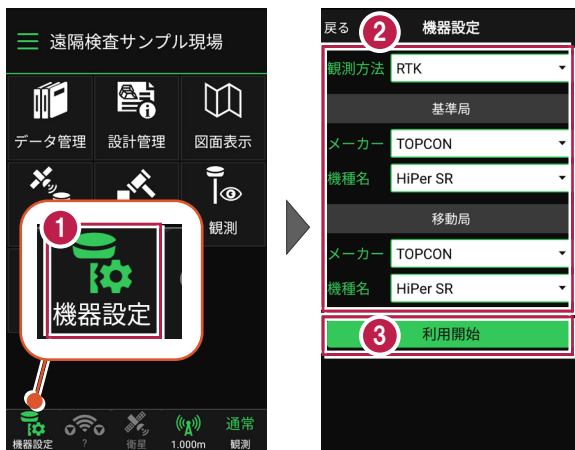 遠隔検査サンプル現場
データ管理
設計管理
図面表示
観測
1
機器設定
機器設定
?
衛星
1.000m
通常
観測
戻る
2
機器設定
観測方法
RTK
基準局
メーカー
TOPCON
機種名
HiPer SR
移動局
メーカー
TOPCON
機種名
HiPer SR
3
利用開始